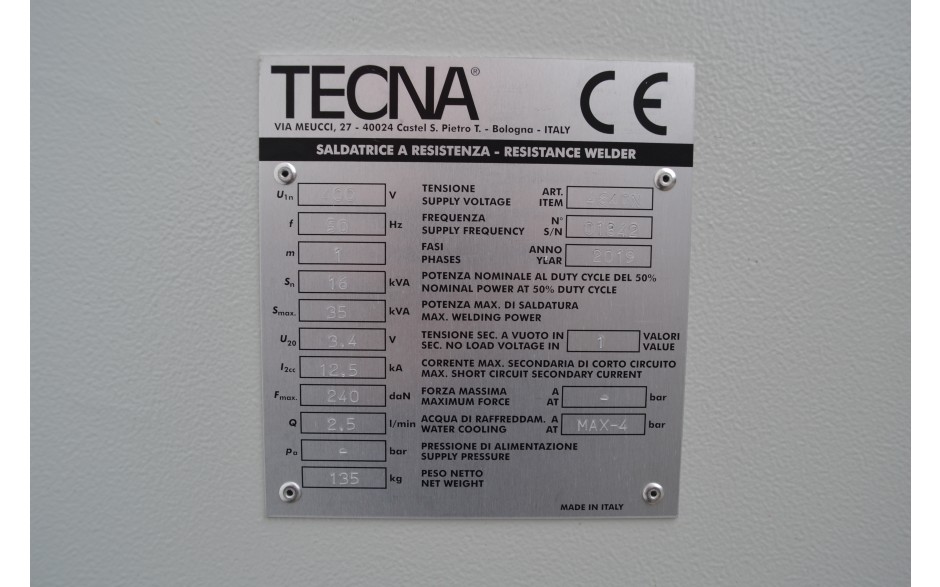 TECNA® CE
VIA MEUCCI, 27 - 40024 Castel S. Pietro T. - Bologna - ITALY
SALDATRICE A RESISTENZA - RESISTANCE WELDER
U1n V TENSIONE SUPPLY VOLTAGE ART. ITEM
f 50 Hz FREQUENZA SUPPLY FREQUENCY N° S/N
m 1 FASI PHASES ANNO YEAR 2019
Sn 16 kVA POTENZA NOMINALE AL DUTY CYCLE DEL 50%
NOMINAL POWER AT 50% DUTY CYCLE
Smax. 35 kVA POTENZA MAX. DI SALDATURA
MAX. WELDING POWER
U20 3,4 V TENSIONE SEC. A VUOTO IN 1 VALORI
SEC. NO LOAD VOLTAGE IN VALUE
I2cc 12,5 kA CORRENTE MAX. SECONDARIA DI CORTO CIRCUITO
MAX. SHORT CIRCUIT SECONDARY CURRENT
Fmax. 240 daN FORZA MASSIMA A - bar
MAXIMUM FORCE AT
Q 2,5 l/min ACQUA DI RAFFREDDAM. A MAX-4 bar
WATER COOLING AT
po - bar PRESSIONE DI ALIMENTAZIONE
SUPPLY PRESSURE
135 kg PESO NETTO
NET WEIGHT
MADE IN ITALY